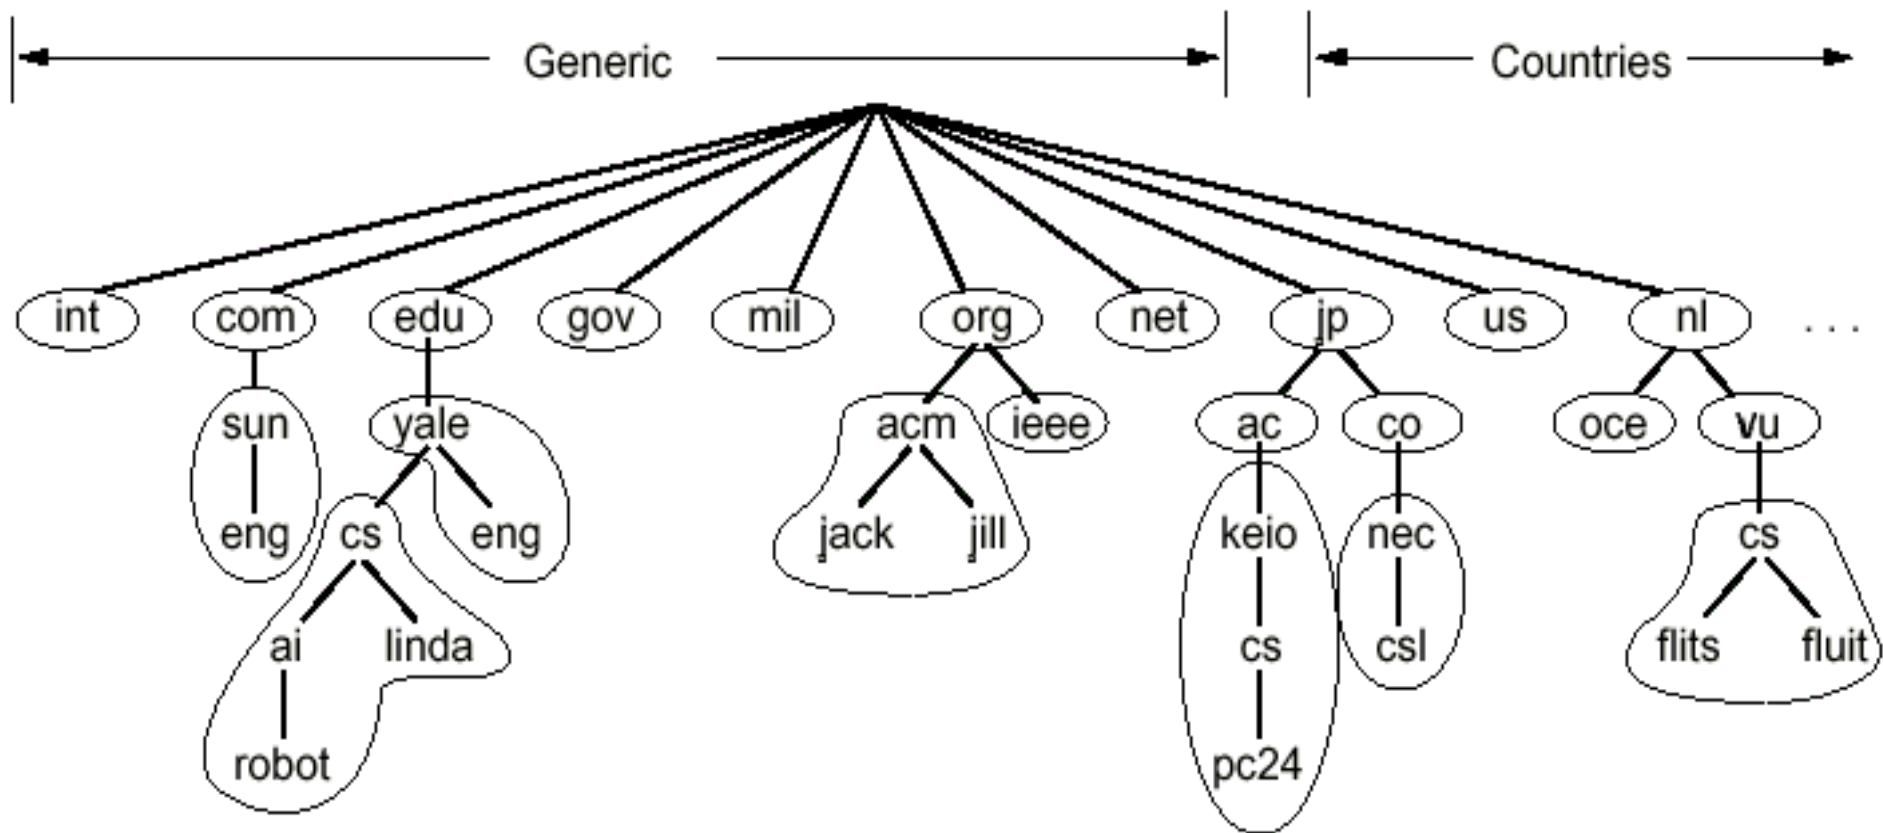 Generic Countries
int com edu gov mil org net jp us nl . . .
sun yale acm ieee ac co oce vu
eng cs eng jack jill keio nec cs
ai linda cs csl flits fluit
robot pc24